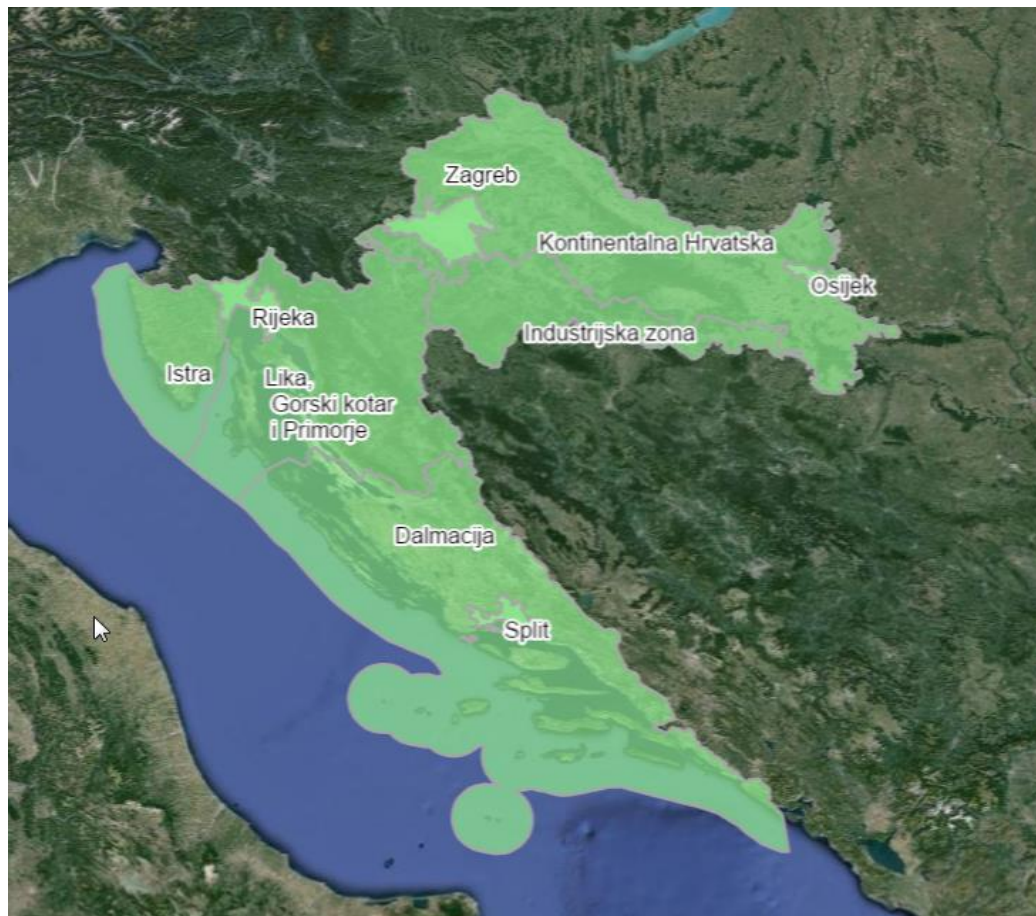 Zagreb
Kontinentalna Hrvatska
Osijek
Rijeka
Industrijska zona
Istra
Lika,
Gorski kotar
i Primorje
Dalmacija
Split